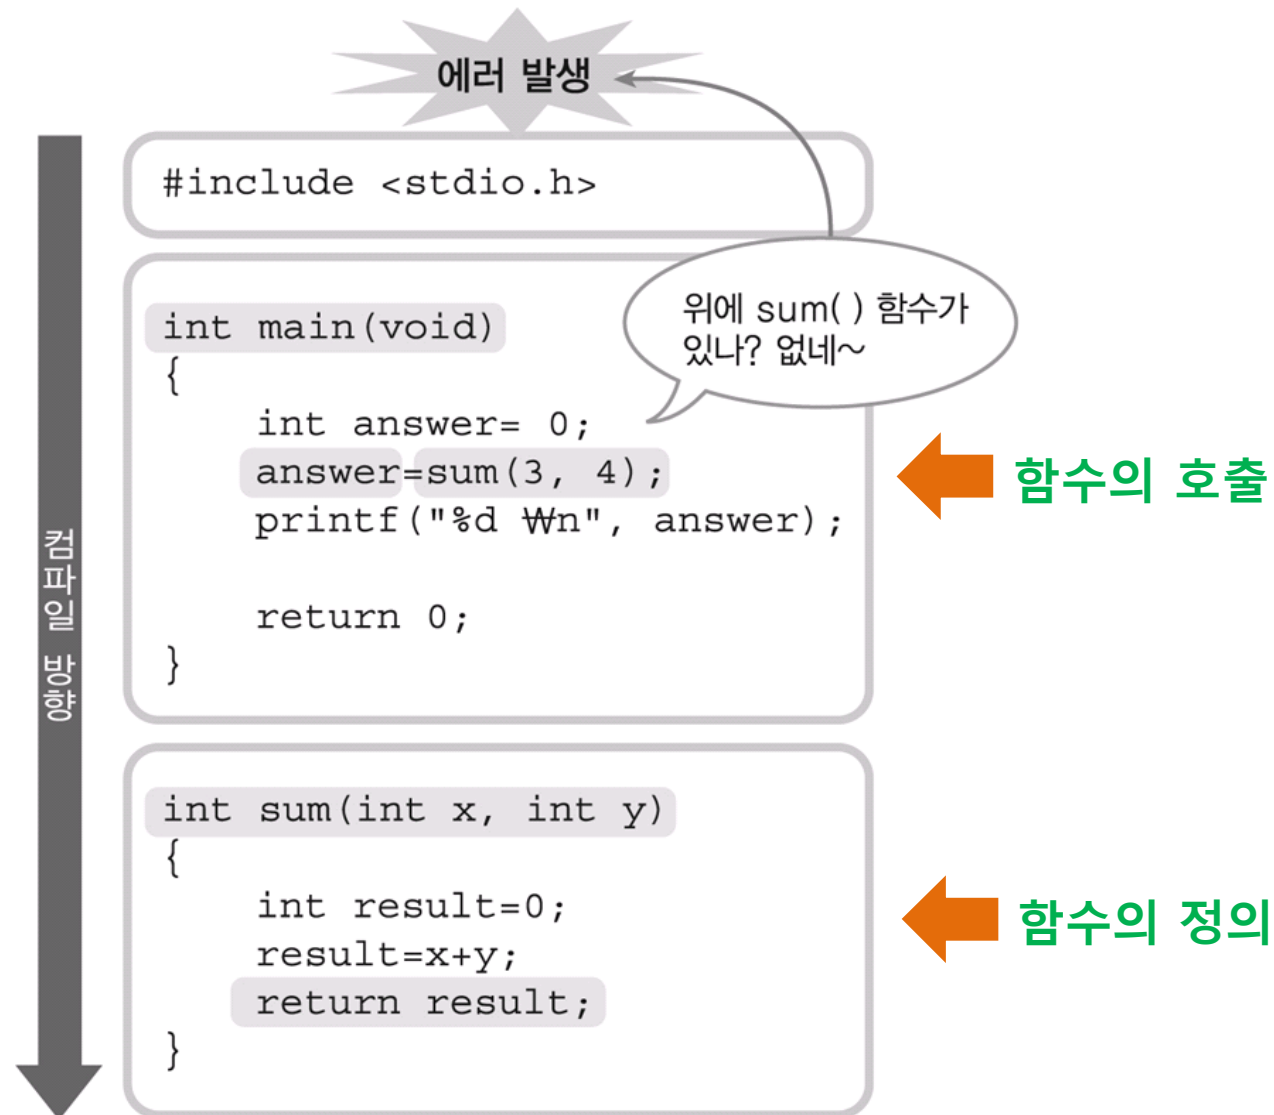 에러 발생
#include <stdio.h>
위에 sum( ) 함수가
있나? 없네~
int main(void)
{
int answer= 0;
answer=sum(3, 4);
printf("%d ₩n", answer);
return 0;
}
함수의 호출
컴파일 방향
int sum(int x, int y)
{
int result=0;
result=x+y;
return result;
}
함수의 정의